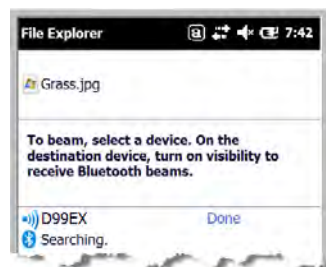 File Explorer 7:42
Grass.jpg
To beam, select a device. On the
destination device, turn on visibility to
receive Bluetooth beams.
D99EX Done
Searching.